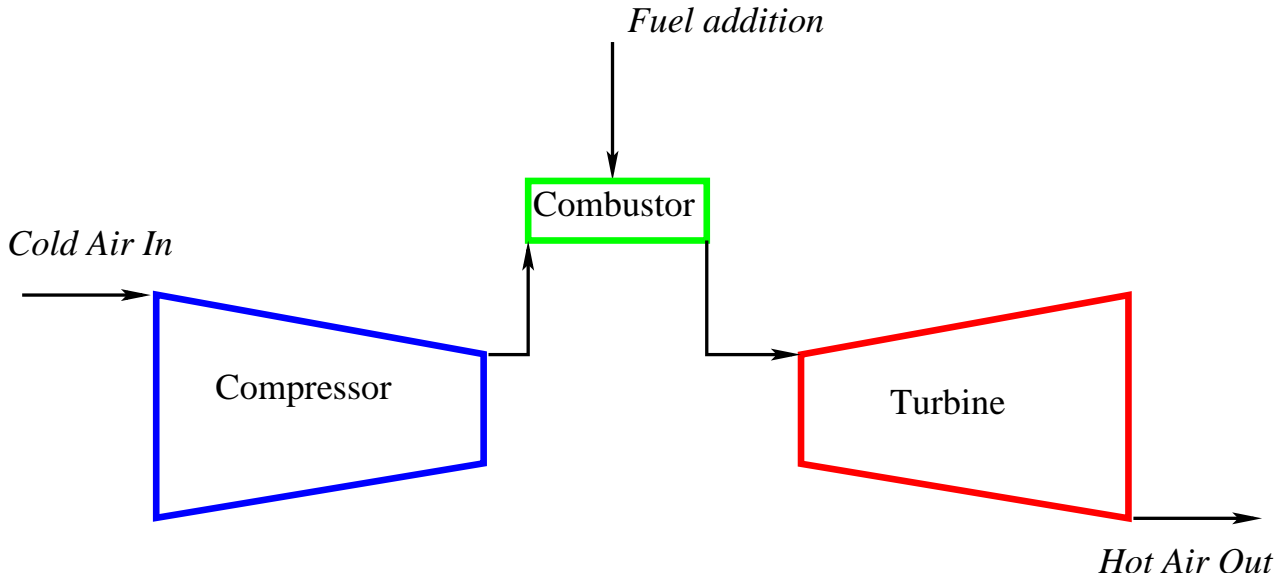 Fuel addition
Combustor
Cold Air In
Compressor
Turbine
Hot Air Out